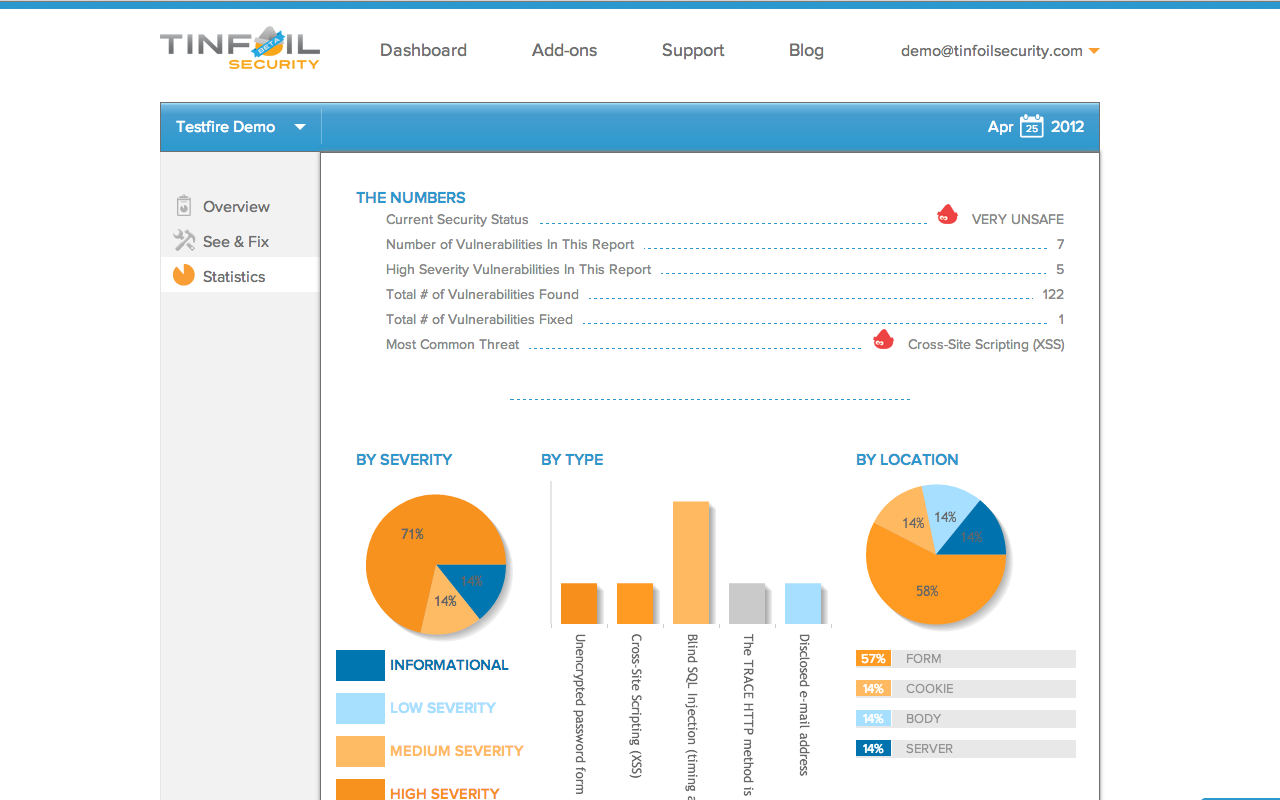 TINFOIL
BETA
SECURITY
Dashboard
Add-ons
Support
Blog
demo@tinfoilsecurity.com
Testfire Demo
Apr 25 2012
Overview
See & Fix
Statistics
THE NUMBERS
Current Security Status VERY UNSAFE
Number of Vulnerabilities In This Report 7
High Severity Vulnerabilities In This Report 5
Total # of Vulnerabilities Found 122
Total # of Vulnerabilities Fixed 1
Most Common Threat Cross-Site Scripting (XSS)
BY SEVERITY
71%
14%
14%
INFORMATIONAL
LOW SEVERITY
MEDIUM SEVERITY
HIGH SEVERITY
BY TYPE
Unencrypted password form
Cross-Site Scripting (XSS)
Blind SQL Injection (timing a
The TRACE HTTP method is
Disclosed e-mail address
BY LOCATION
14%
14%
14%
58%
57% FORM
14% COOKIE
14% BODY
14% SERVER